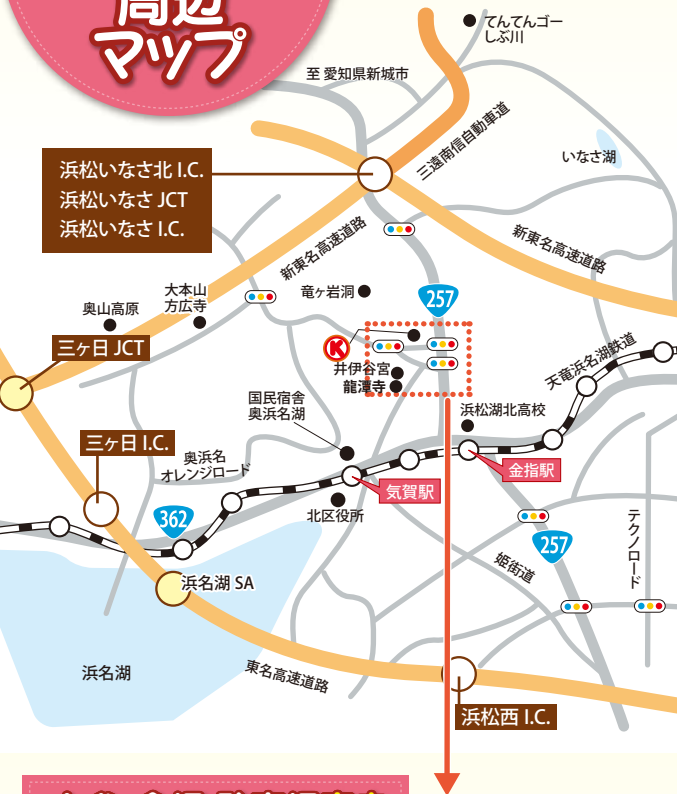 周辺
マップ
てんてんゴー
しぶ川
至 愛知県新城市
三遠南信自動車道
いなさ湖
浜松いなさ北 I.C.
浜松いなさ JCT
浜松いなさ I.C.
新東名高速道路
新東名高速道路
大本山
方広寺
奥山高原
竜ヶ岩洞
257
三ヶ日 JCT
K
井伊谷宮
龍潭寺
天竜浜名湖鉄道
国民宿舎
奥浜名湖
浜松湖北高校
三ヶ日 I.C.
奥浜名
オレンジロード
金指駅
気賀駅
362
北区役所
257
テクノロード
姫街道
浜名湖 SA
浜名湖
東名高速道路
浜松西 I.C.